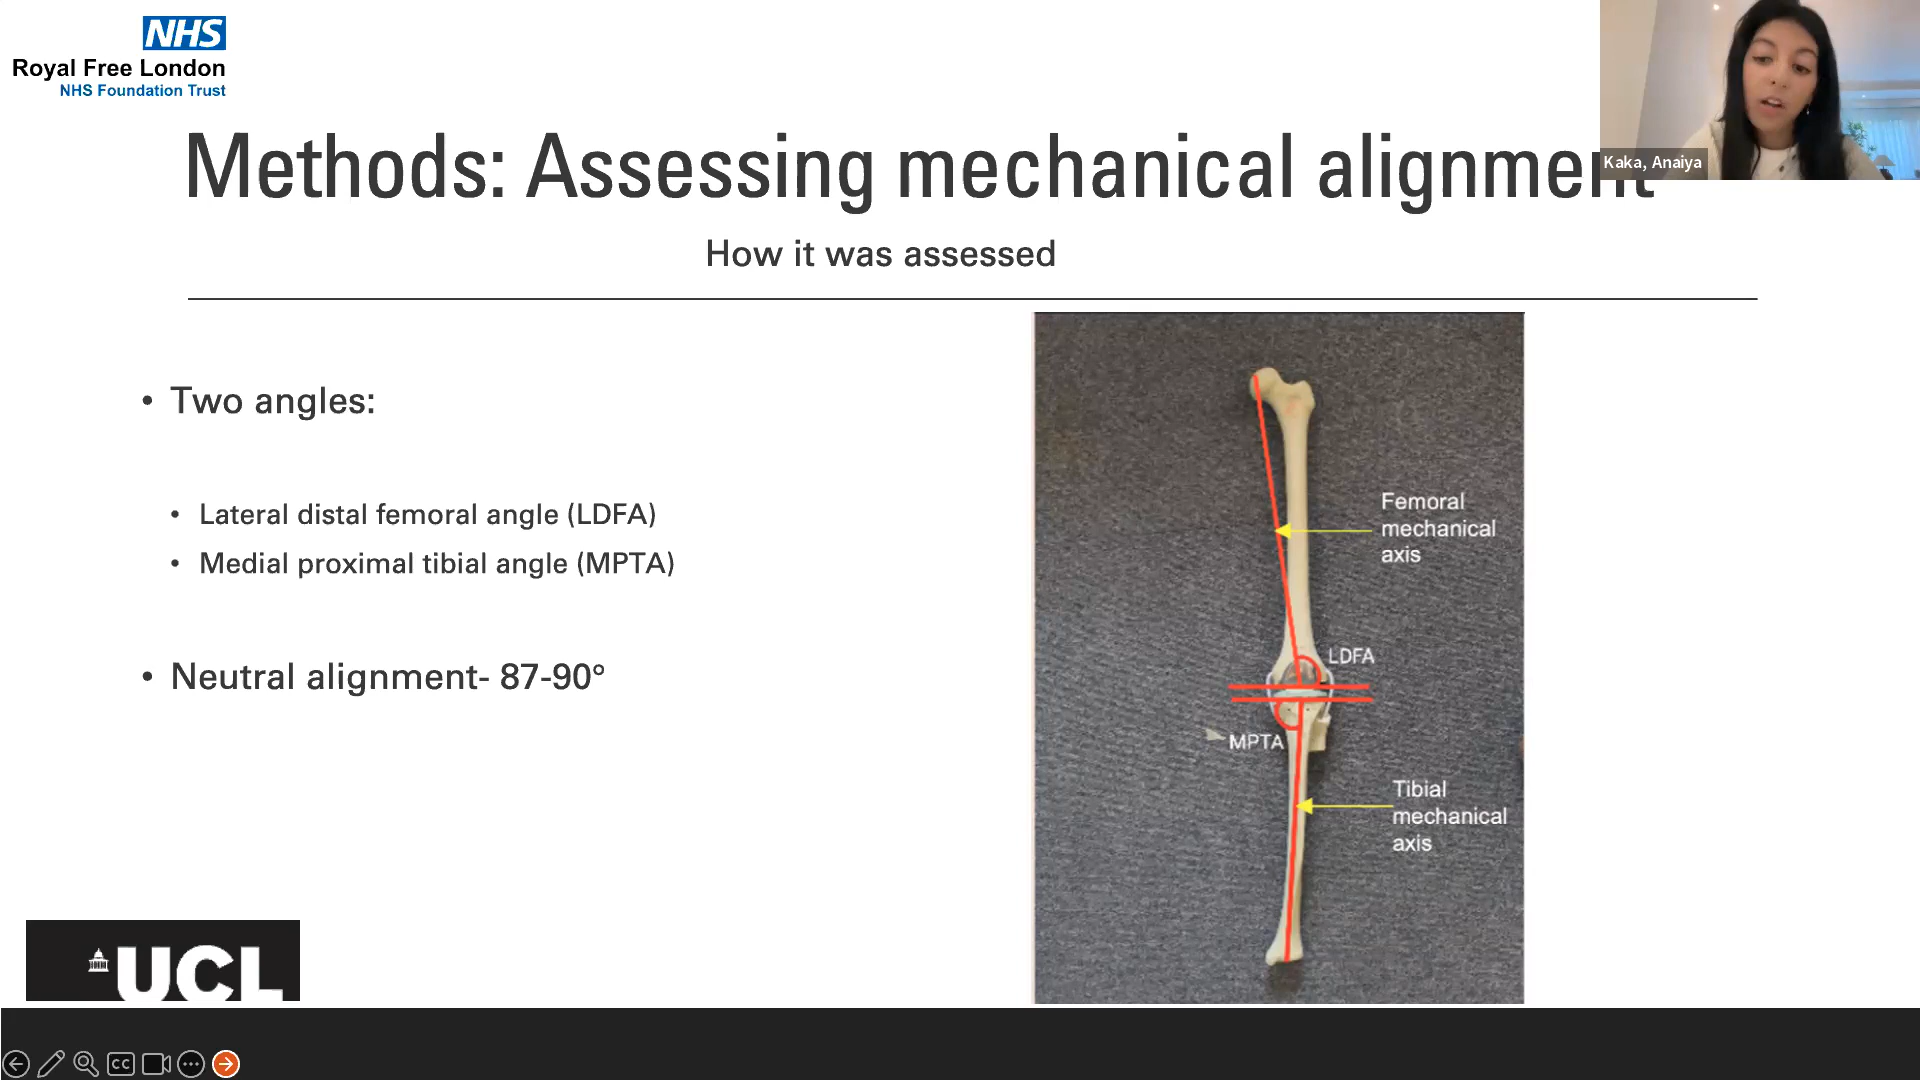 NHS
Royal Free London
NHS Foundation Trust
Kaka, Anaiya
Methods: Assessing mechanical alignment
How it was assessed
• Two angles:
• Lateral distal femoral angle (LDFA)
• Medial proximal tibial angle (MPTA)
• Neutral alignment- 87-90°
Femoral
mechanical
axis
LDFA
MPTA
Tibial
mechanical
axis
UCL
CC